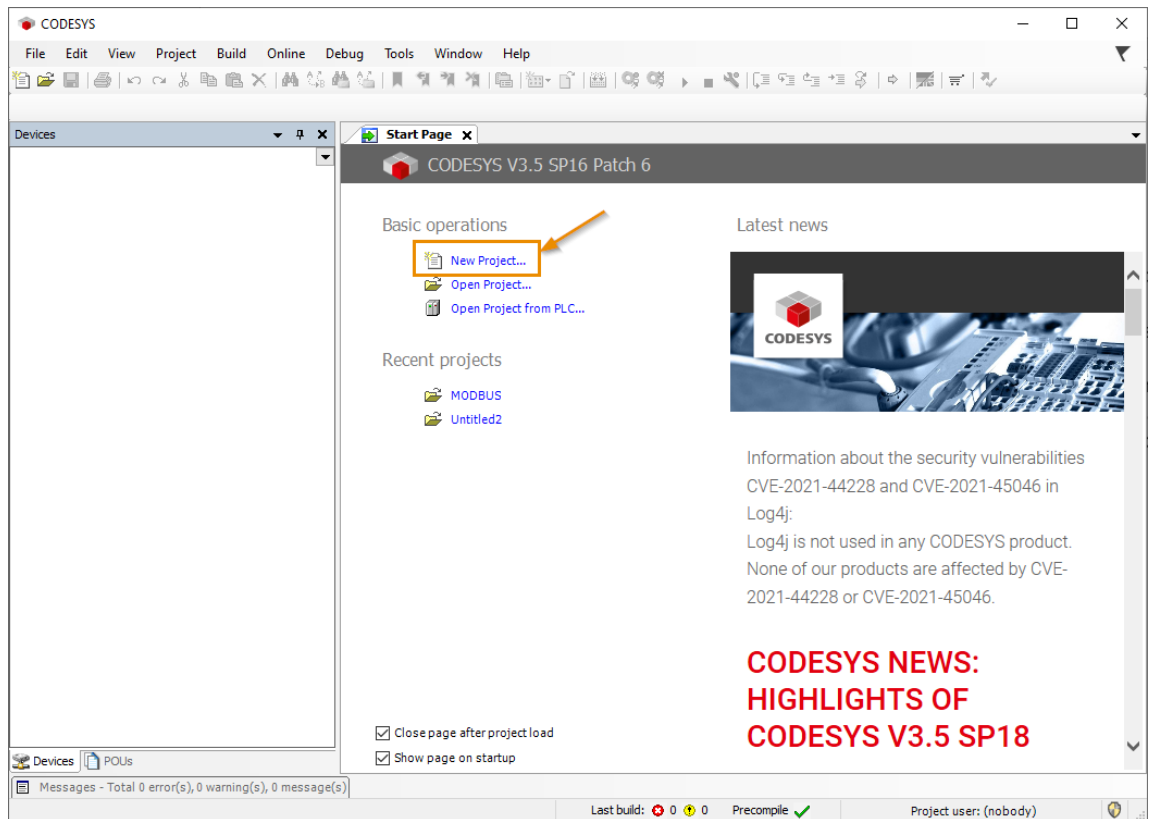 CODESYS
File Edit View Project Build Online Debug Tools Window Help
Devices
Start Page
CODESYS V3.5 SP16 Patch 6
Basic operations
New Project...
Open Project...
Open Project from PLC...
Recent projects
MODBUS
Untitled2
Close page after project load
Show page on startup
Latest news
CODESYS
Information about the security vulnerabilities
CVE-2021-44228 and CVE-2021-45046 in
Log4j:
Log4j is not used in any CODESYS product.
None of our products are affected by CVE-
2021-44228 or CVE-2021-45046.
CODESYS NEWS:
HIGHLIGHTS OF
CODESYS V3.5 SP18
Devices POUs
Messages - Total 0 error(s), 0 warning(s), 0 message(s)
Last build: 0 0 Precompile Project user: (nobody)